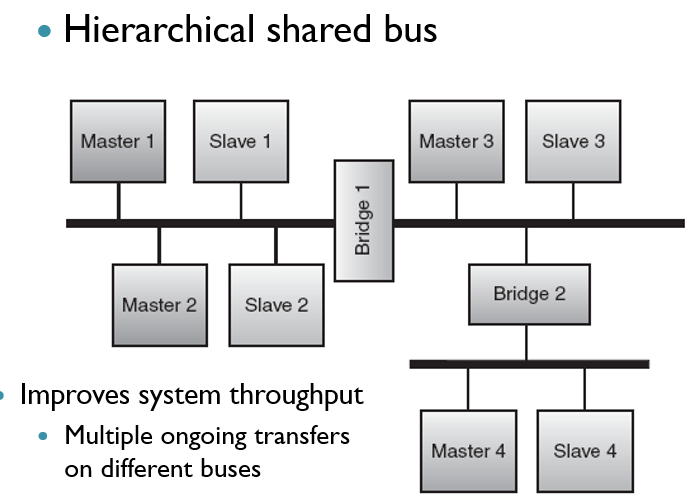 Hierarchical shared bus
Master 1
Slave 1
Master 3
Slave 3
Bridge 1
Master 2
Slave 2
Bridge 2
Improves system throughput
Multiple ongoing transfers
on different buses
Master 4
Slave 4